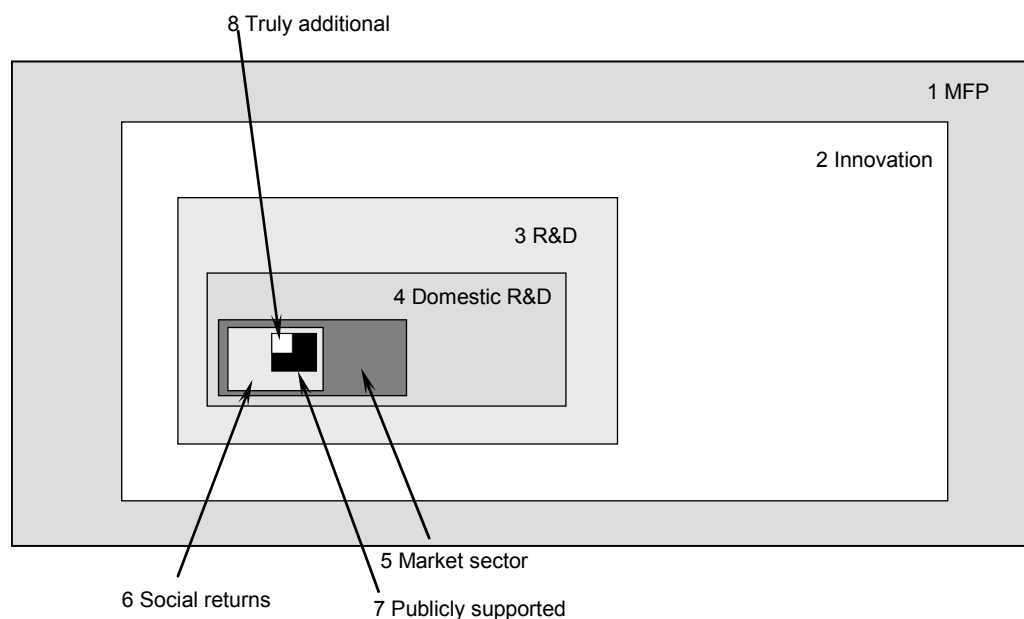 8 Truly additional
1 MFP
2 Innovation
3 R&D
4 Domestic R&D
5 Market sector
6 Social returns
7 Publicly supported